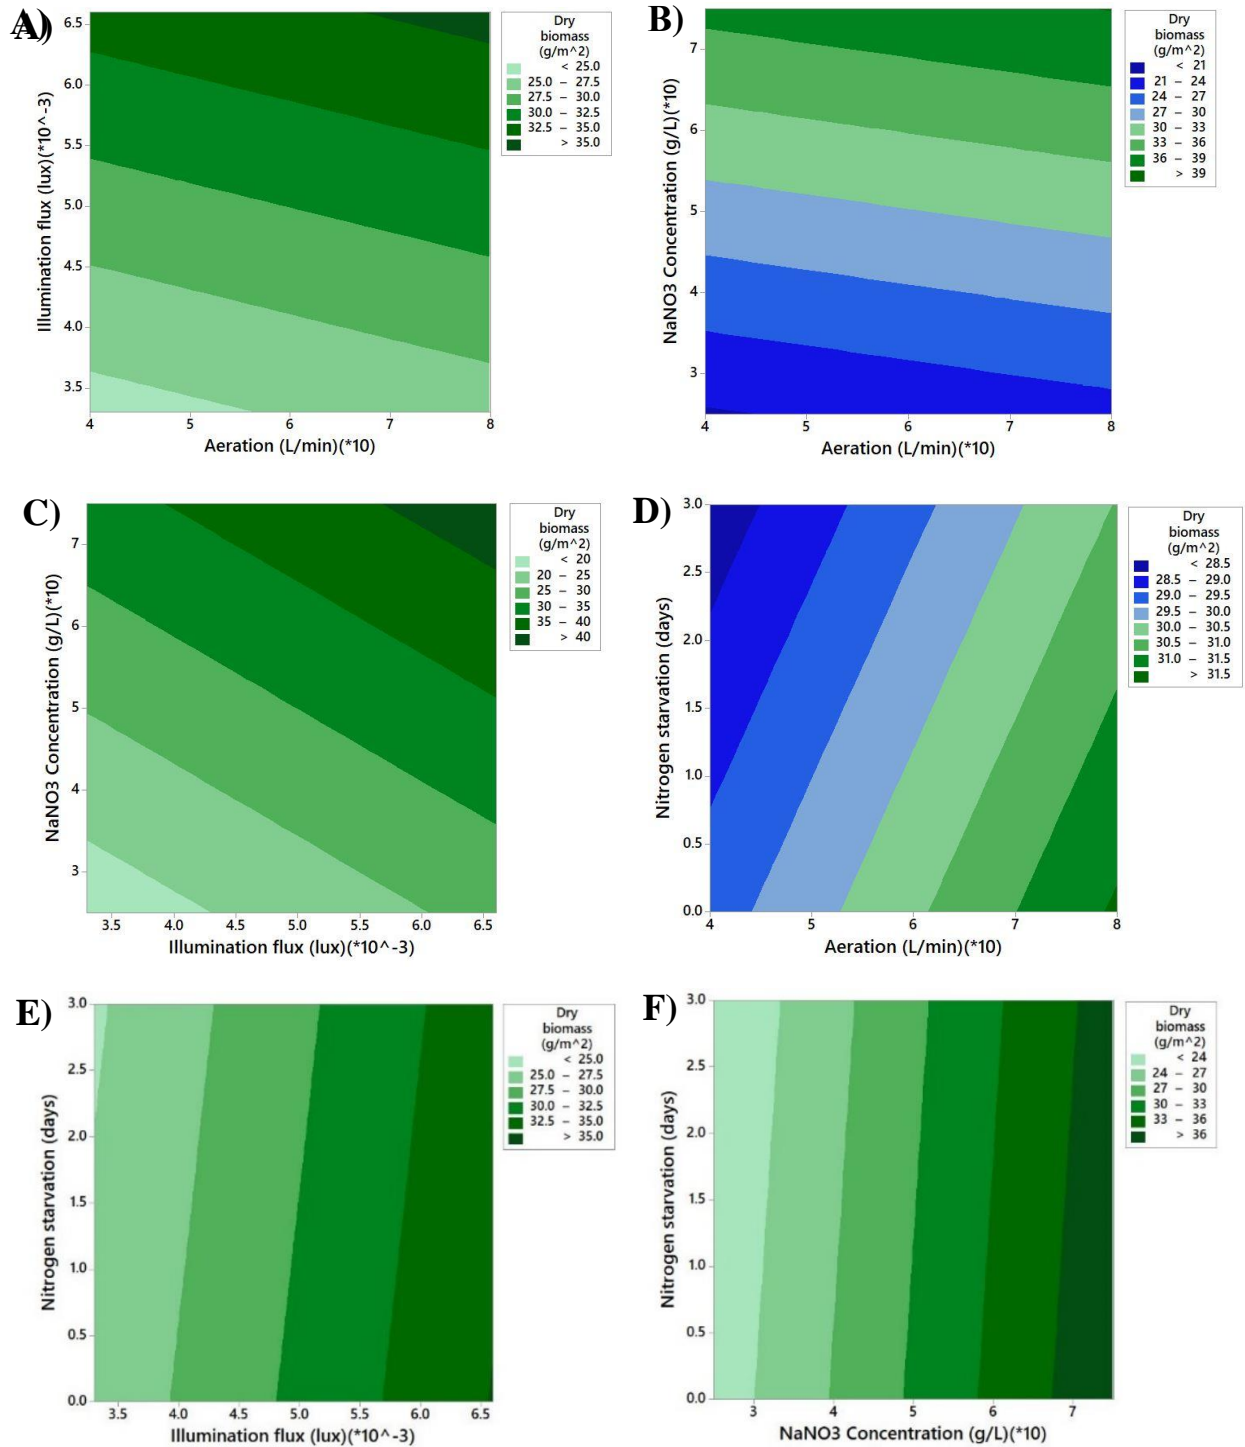 A)
Dry
biomass
(g/m^2)
< 25.0
25.0 – 27.5
27.5 – 30.0
30.0 – 32.5
32.5 – 35.0
> 35.0
6.5
6.0
5.5
5.0
4.5
4.0
3.5
Illumination flux (lux)(*10^-3)
4 5 6 7 8
Aeration (L/min)(*10)
B)
Dry
biomass
(g/m^2)
< 21
21 – 24
24 – 27
27 – 30
30 – 33
33 – 36
36 – 39
> 39
7
6
5
4
3
NaNO3 Concentration (g/L)(*10)
4 5 6 7 8
Aeration (L/min)(*10)
C)
Dry
biomass
(g/m^2)
< 20
20 – 25
25 – 30
30 – 35
35 – 40
> 40
7
6
5
4
3
NaNO3 Concentration (g/L)(*10)
3.5 4.0 4.5 5.0 5.5 6.0 6.5
Illumination flux (lux)(*10^-3)
D)
Dry
biomass
(g/m^2)
< 28.5
28.5 – 29.0
29.0 – 29.5
29.5 – 30.0
30.0 – 30.5
30.5 – 31.0
31.0 – 31.5
> 31.5
3.0
2.5
2.0
1.5
1.0
0.5
0.0
Nitrogen starvation (days)
4 5 6 7 8
Aeration (L/min)(*10)
E)
Dry
biomass
(g/m^2)
< 25.0
25.0 – 27.5
27.5 – 30.0
30.0 – 32.5
32.5 – 35.0
> 35.0
3.0
2.5
2.0
1.5
1.0
0.5
0.0
Nitrogen starvation (days)
3.5 4.0 4.5 5.0 5.5 6.0 6.5
Illumination flux (lux)(*10^-3)
F)
Dry
biomass
(g/m^2)
< 24
24 – 27
27 – 30
30 – 33
33 – 36
> 36
3.0
2.5
2.0
1.5
1.0
0.5
0.0
Nitrogen starvation (days)
3 4 5 6 7
NaNO3 Concentration (g/L)(*10)